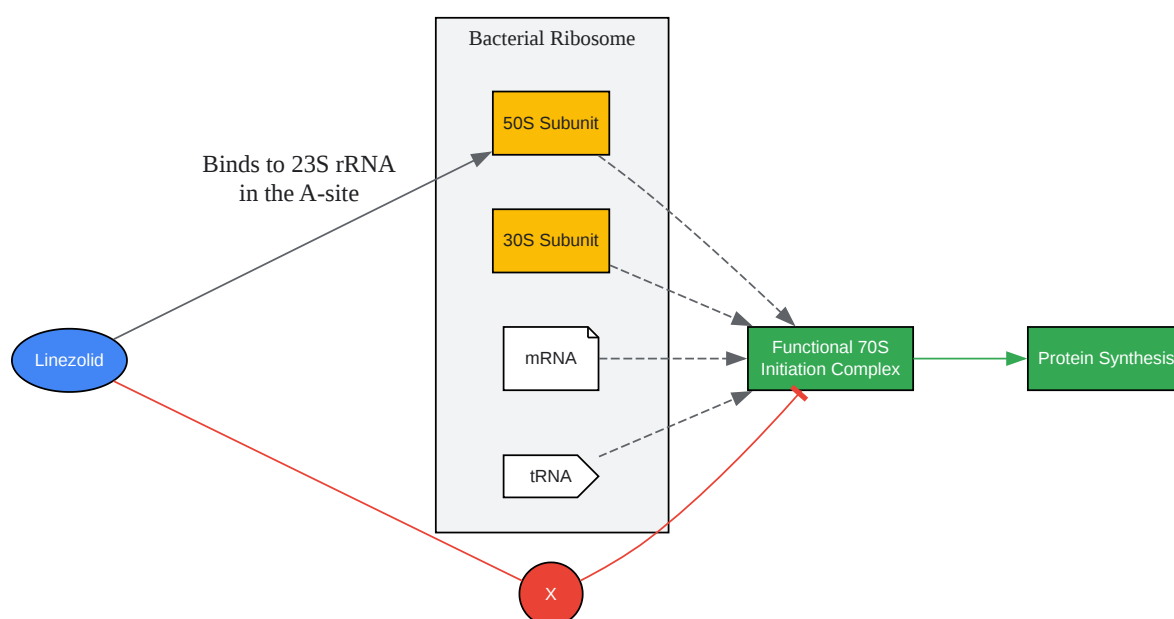 Bacterial Ribosome
50S Subunit
Binds to 23S rRNA
in the A-site
30S Subunit
Linezolid
mRNA
Functional 70S
Initiation Complex
Protein Synthesis
tRNA
X